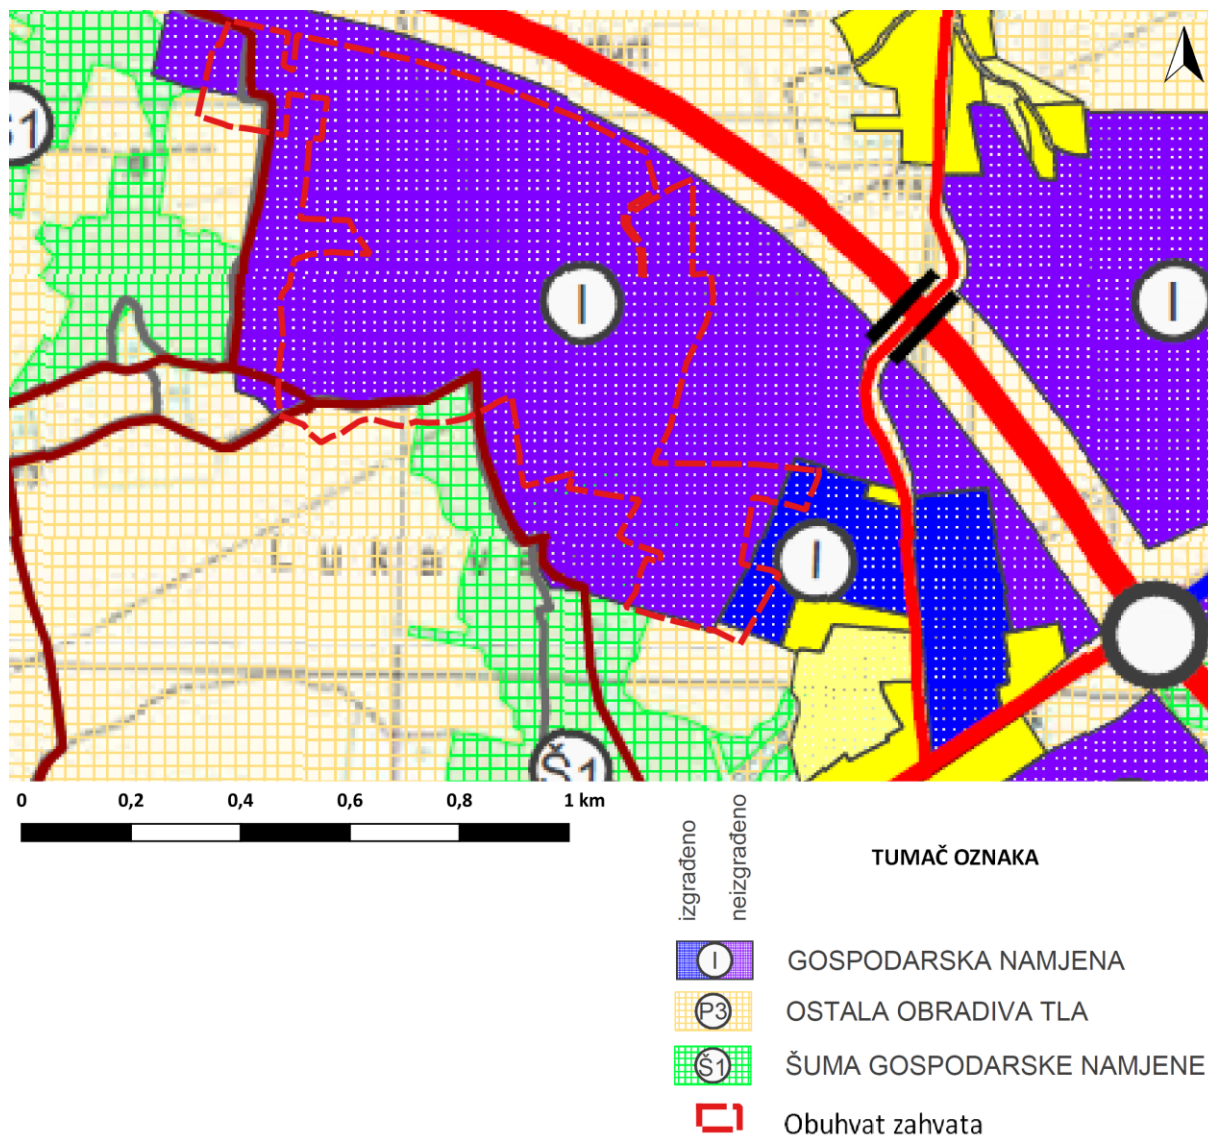 Š1
I
I
Lukav
I
Š1
0 0,2 0,4 0,6 0,8 1 km
izgrađeno
neizgrađeno
TUMAČ OZNAKA
I GOSPODARSKA NAMJENA
P3 OSTALA OBRADIVA TLA
Š1 ŠUMA GOSPODARSKE NAMJENE
Obuhvat zahvata